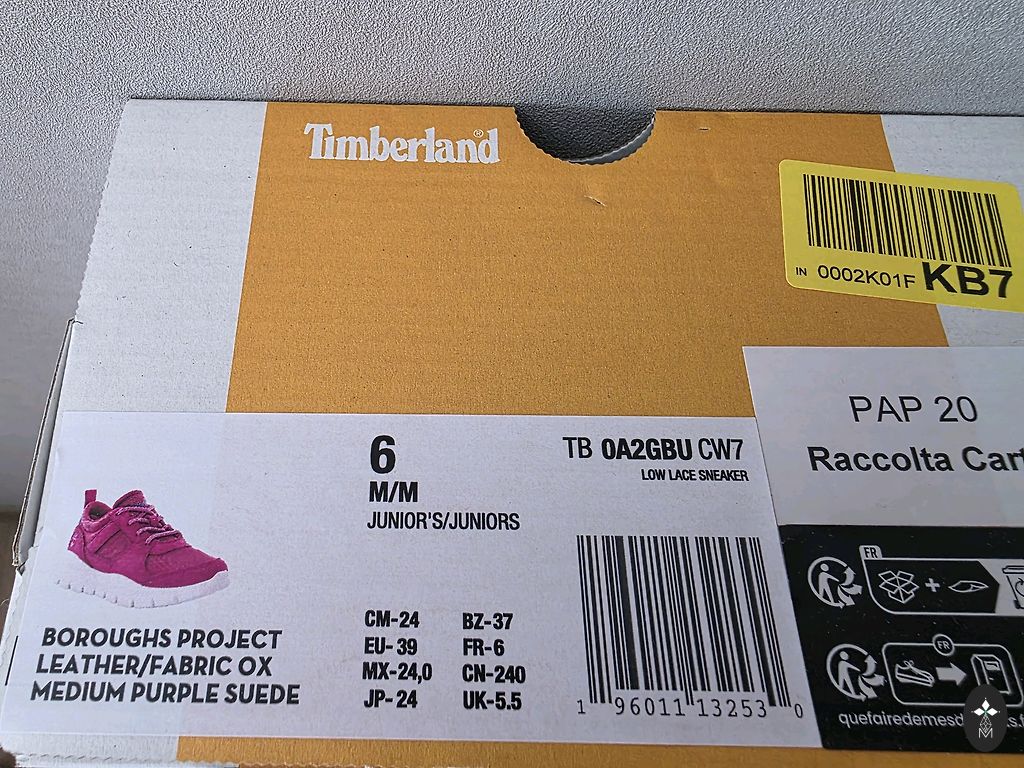 Timberland®
IN 0002K01F KB7
PAP 20
Raccolta Cart
6
M/M
JUNIOR'S/JUNIORS
TB 0A2GBU CW7
LOW LACE SNEAKER
CM-24 BZ-37
EU-39 FR-6
MX-24,0 CN-240
JP-24 UK-5.5
BOROUGHS PROJECT
LEATHER/FABRIC OX
MEDIUM PURPLE SUEDE
1 96011 13253 0
FR
+
FR
M